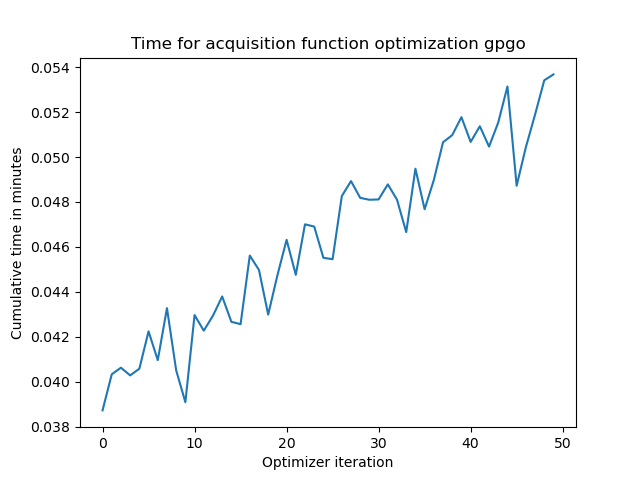 Time for acquisition function optimization gpgo
0.054
0.052
0.050
0.048
0.046
0.044
0.042
0.040
0.038
Cumulative time in minutes
0 10 20 30 40 50
Optimizer iteration